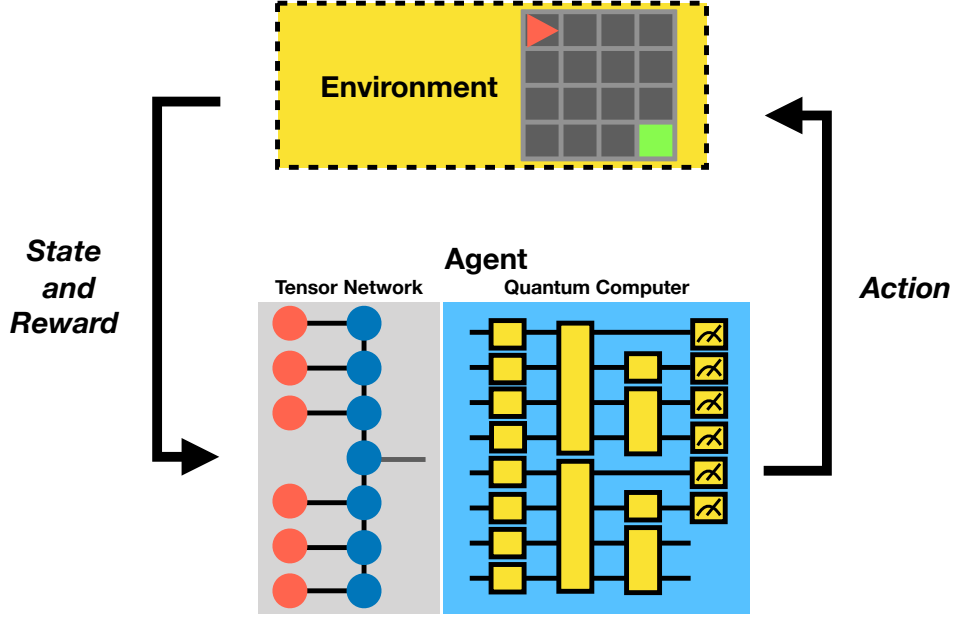 Environment
State
and
Reward
Agent
Action
Tensor Network
Quantum Computer